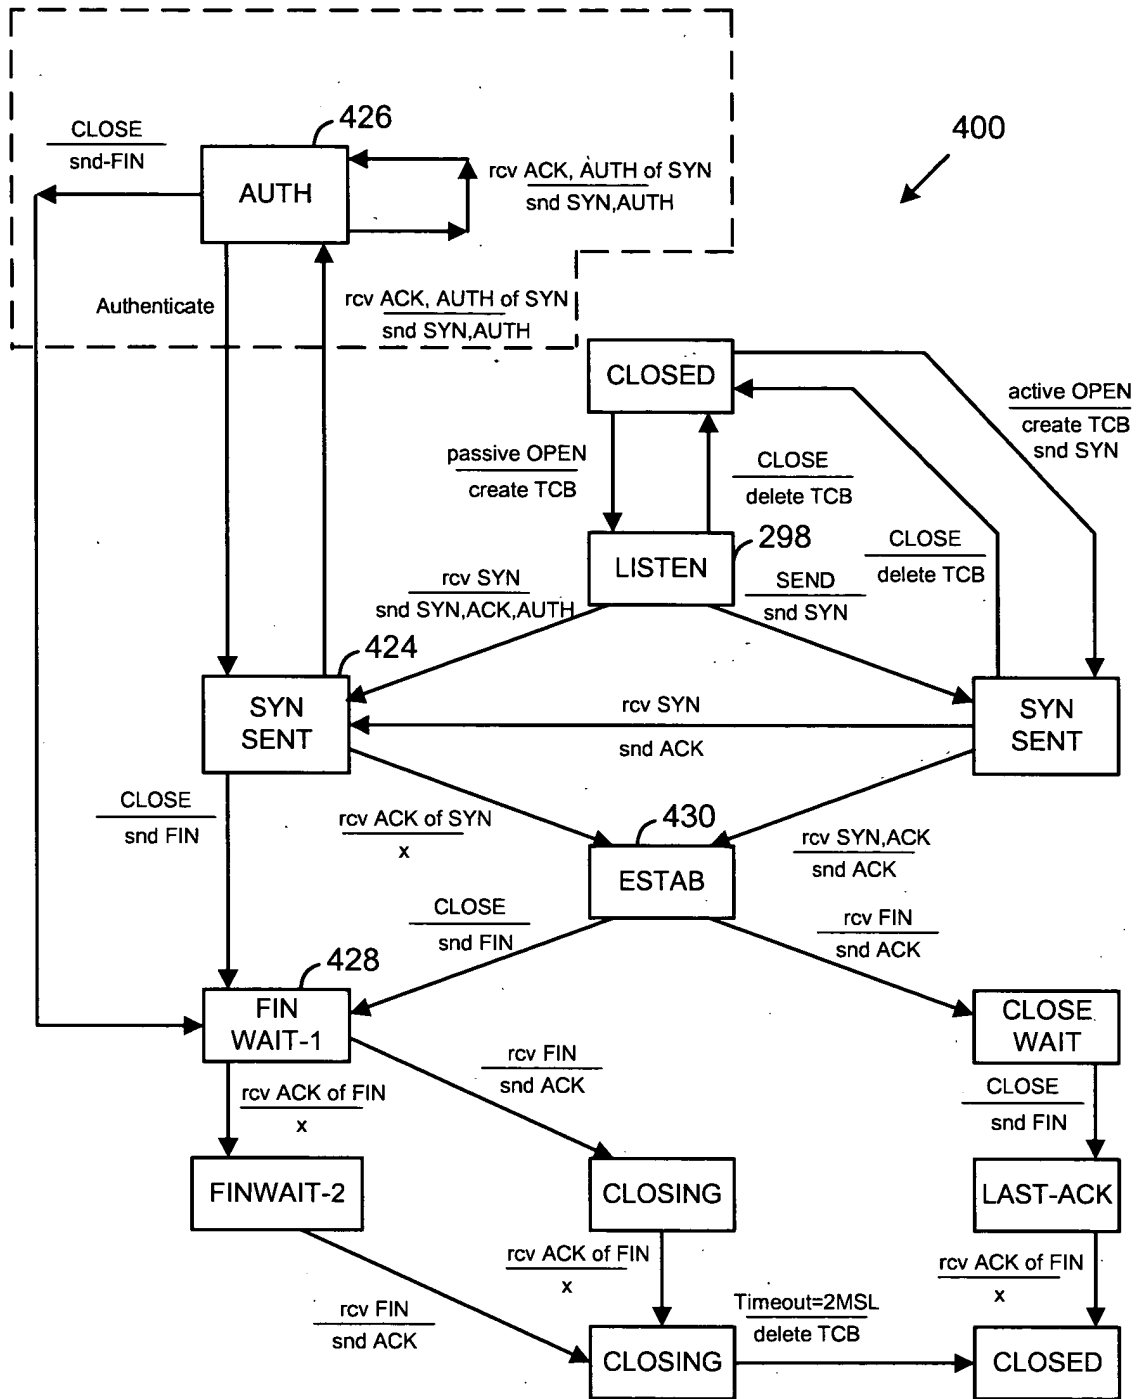 426
CLOSE
snd-FIN
400
AUTH
rcv ACK, AUTH of SYN
snd SYN,AUTH
Authenticate
rcv ACK, AUTH of SYN
snd SYN,AUTH
CLOSED
active OPEN
create TCB
snd SYN
passive OPEN
create TCB
CLOSE
delete TCB
298
LISTEN
CLOSE
delete TCB
rcv SYN
snd SYN,ACK,AUTH
SEND
snd SYN
424
SYN
SENT
rcv SYN
snd ACK
SYN
SENT
CLOSE
snd FIN
rcv ACK of SYN
x
430
rcv SYN,ACK
snd ACK
ESTAB
CLOSE
snd FIN
rcv FIN
snd ACK
428
FIN
WAIT-1
CLOSE
WAIT
rcv FIN
snd ACK
rcv ACK of FIN
x
CLOSE
snd FIN
FINWAIT-2
CLOSING
LAST-ACK
rcv ACK of FIN
x
rcv ACK of FIN
x
rcv FIN
snd ACK
Timeout=2MSL
delete TCB
CLOSING
CLOSED